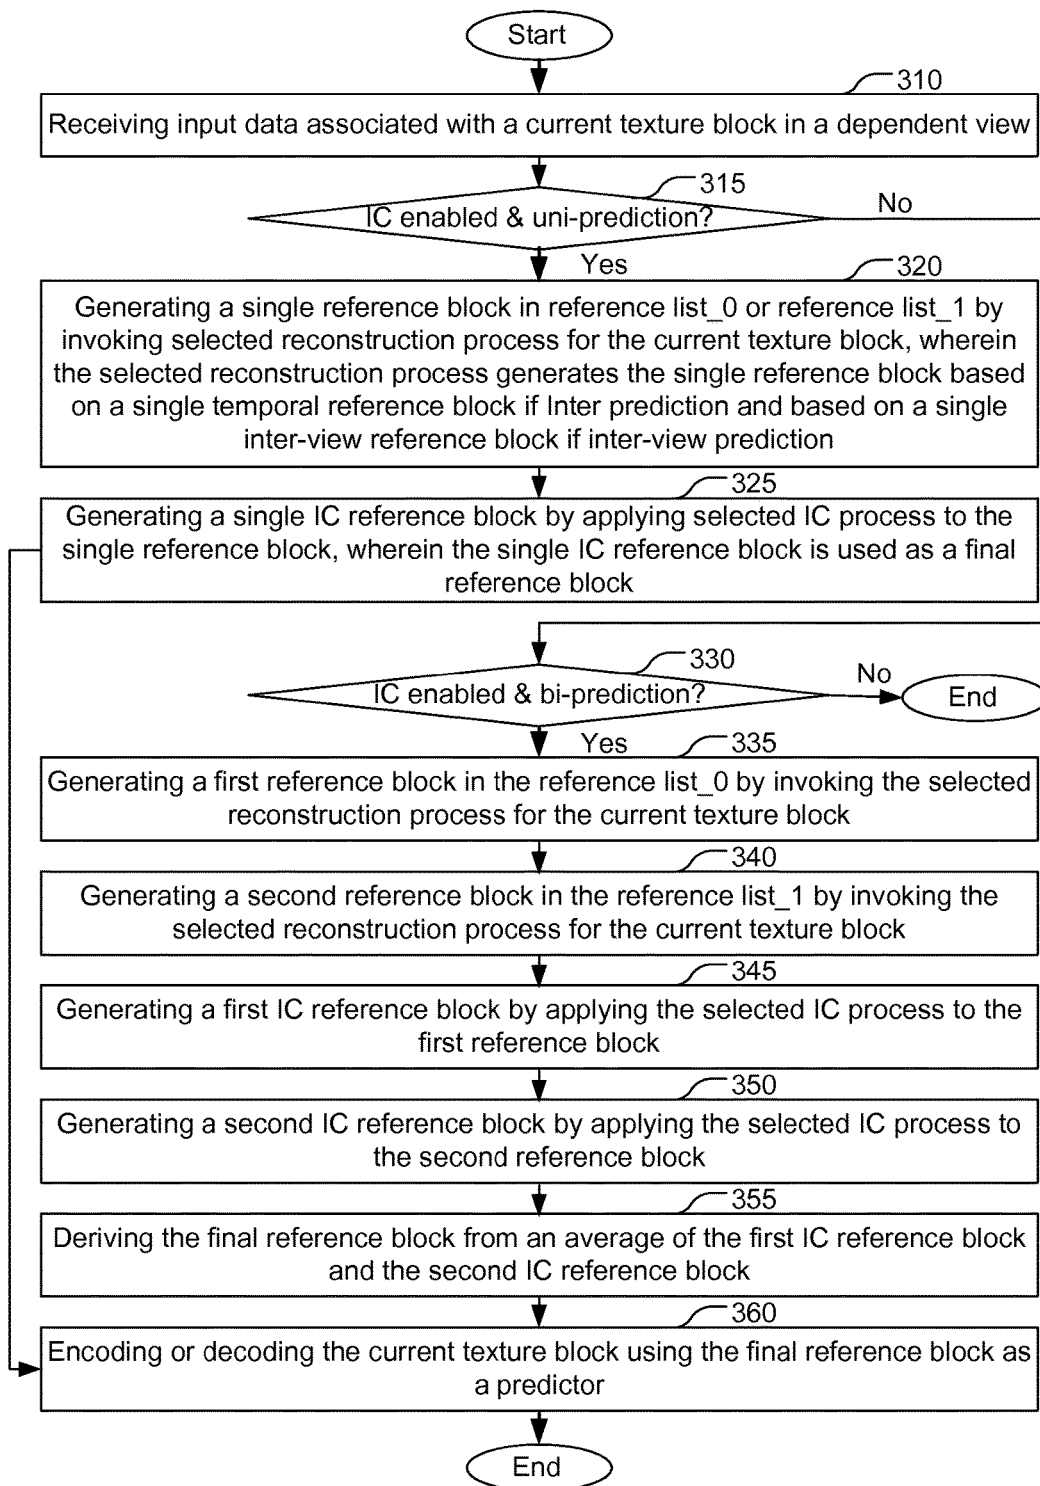 Start
310
Receiving input data associated with a current texture block in a dependent view
315
IC enabled & uni-prediction?
No
Yes
320
Generating a single reference block in reference list_0 or reference list_1 by
invoking selected reconstruction process for the current texture block, wherein
the selected reconstruction process generates the single reference block based
on a single temporal reference block if Inter prediction and based on a single
inter-view reference block if inter-view prediction
325
Generating a single IC reference block by applying selected IC process to the
single reference block, wherein the single IC reference block is used as a final
reference block
330
IC enabled & bi-prediction?
No
End
Yes
335
Generating a first reference block in the reference list_0 by invoking the selected
reconstruction process for the current texture block
340
Generating a second reference block in the reference list_1 by invoking the
selected reconstruction process for the current texture block
345
Generating a first IC reference block by applying the selected IC process to the
first reference block
350
Generating a second IC reference block by applying the selected IC process to
the second reference block
355
Deriving the final reference block from an average of the first IC reference block
and the second IC reference block
360
Encoding or decoding the current texture block using the final reference block as
a predictor
End